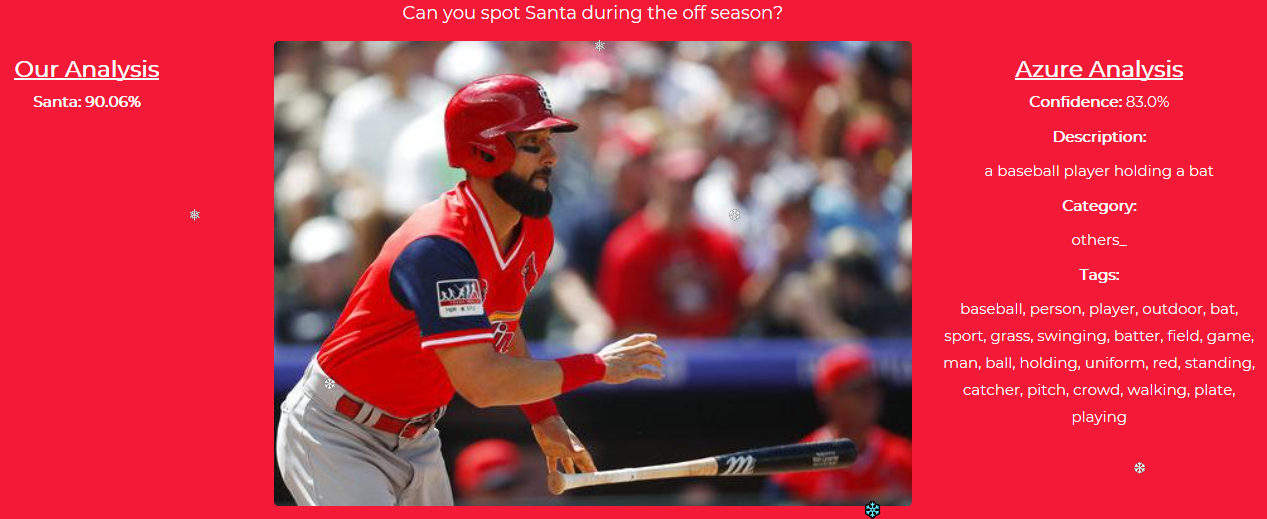 Can you spot Santa during the off season?
Our Analysis
Santa: 90.06%
Azure Analysis
Confidence: 83.0%
Description:
a baseball player holding a bat
Category:
others_
Tags:
baseball, person, player, outdoor, bat,
sport, grass, swinging, batter, field, game,
man, ball, holding, uniform, red, standing,
catcher, pitch, crowd, walking, plate,
playing